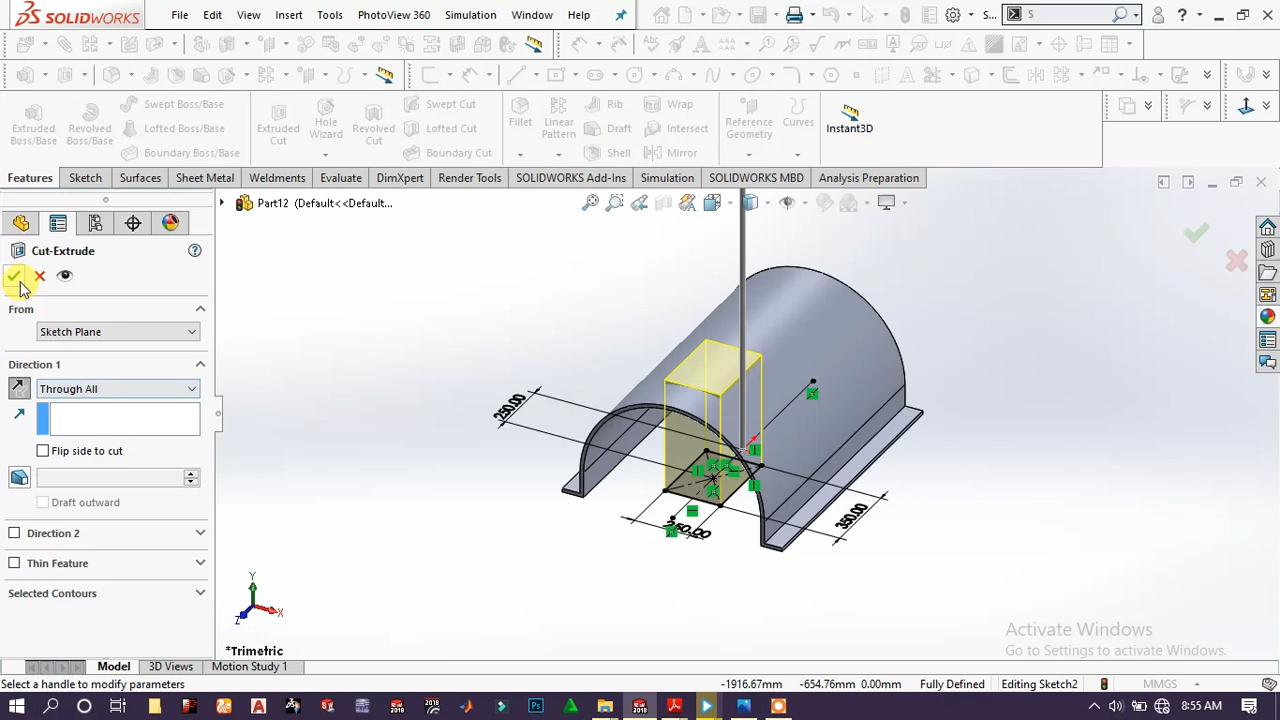 SOLIDWORKS
File Edit View Insert Tools PhotoView 360 Simulation Window Help S... S
Extruded Boss/Base
Revolved Boss/Base
Swept Boss/Base
Lofted Boss/Base
Boundary Boss/Base
Extruded Cut
Hole Wizard
Revolved Cut
Swept Cut
Lofted Cut
Boundary Cut
Fillet
Linear Pattern
Rib
Draft
Shell
Wrap
Intersect
Mirror
Reference Geometry
Curves
Instant3D
Features Sketch Surfaces Sheet Metal Weldments Evaluate DimXpert Render Tools SOLIDWORKS Add-Ins Simulation SOLIDWORKS MBD Analysis Preparation
Part12 (Default<<Default...
Cut-Extrude
From
Sketch Plane
Direction 1
Through All
Flip side to cut
Draft outward
Direction 2
Thin Feature
Selected Contours
250.00
250.00
350.00
Y
X
Z
*Trimetric
Activate Windows
Go to Settings to activate Windows.
Model 3D Views Motion Study 1
Select a handle to modify parameters -1916.67mm -654.76mm 0.00mm Fully Defined Editing Sketch2 MMGS
8:55 AM